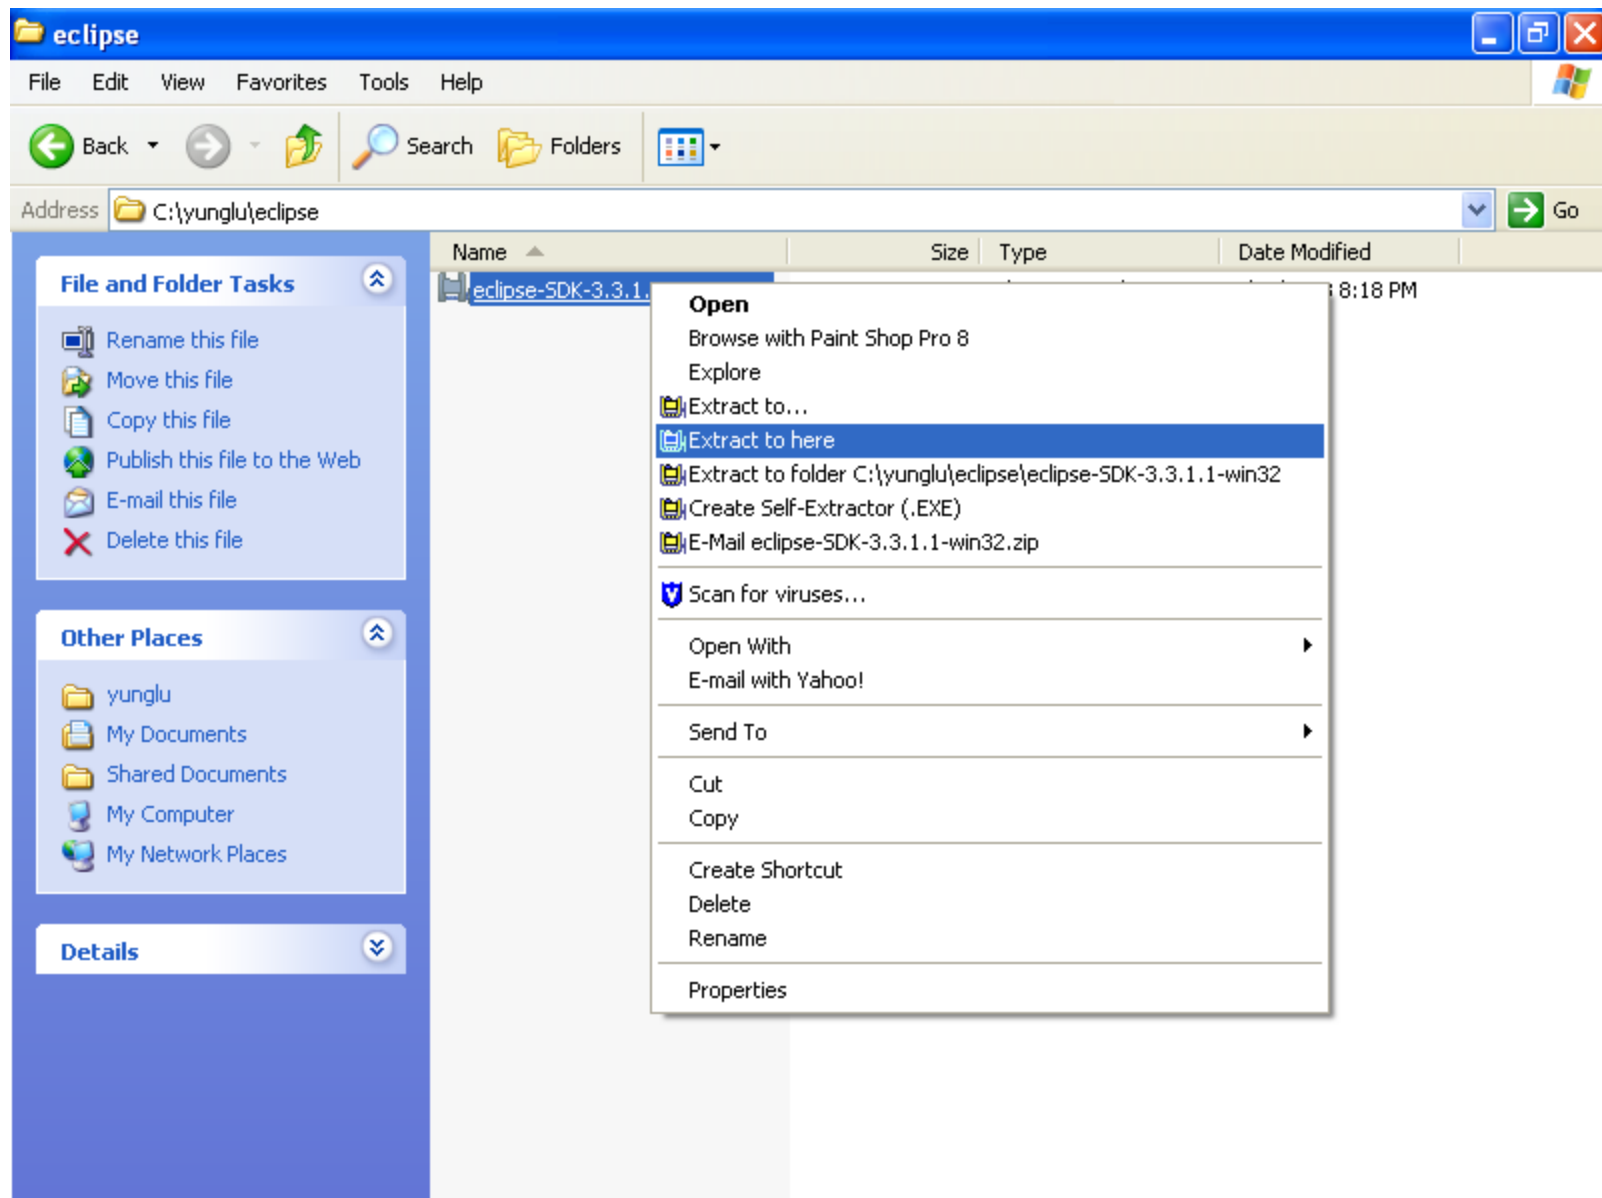 eclipse
File Edit View Favorites Tools Help
Back Search Folders
Address C:\yunglu\eclipse Go
Name Size Type Date Modified
eclipse-SDK-3.3.1. 8:18 PM
File and Folder Tasks
Rename this file
Move this file
Copy this file
Publish this file to the Web
E-mail this file
Delete this file
Other Places
yunglu
My Documents
Shared Documents
My Computer
My Network Places
Details
Open
Browse with Paint Shop Pro 8
Explore
Extract to...
Extract to here
Extract to folder C:\yunglu\eclipse\eclipse-SDK-3.3.1.1-win32
Create Self-Extractor (.EXE)
E-Mail eclipse-SDK-3.3.1.1-win32.zip
Scan for viruses...
Open With
E-mail with Yahoo!
Send To
Cut
Copy
Create Shortcut
Delete
Rename
Properties